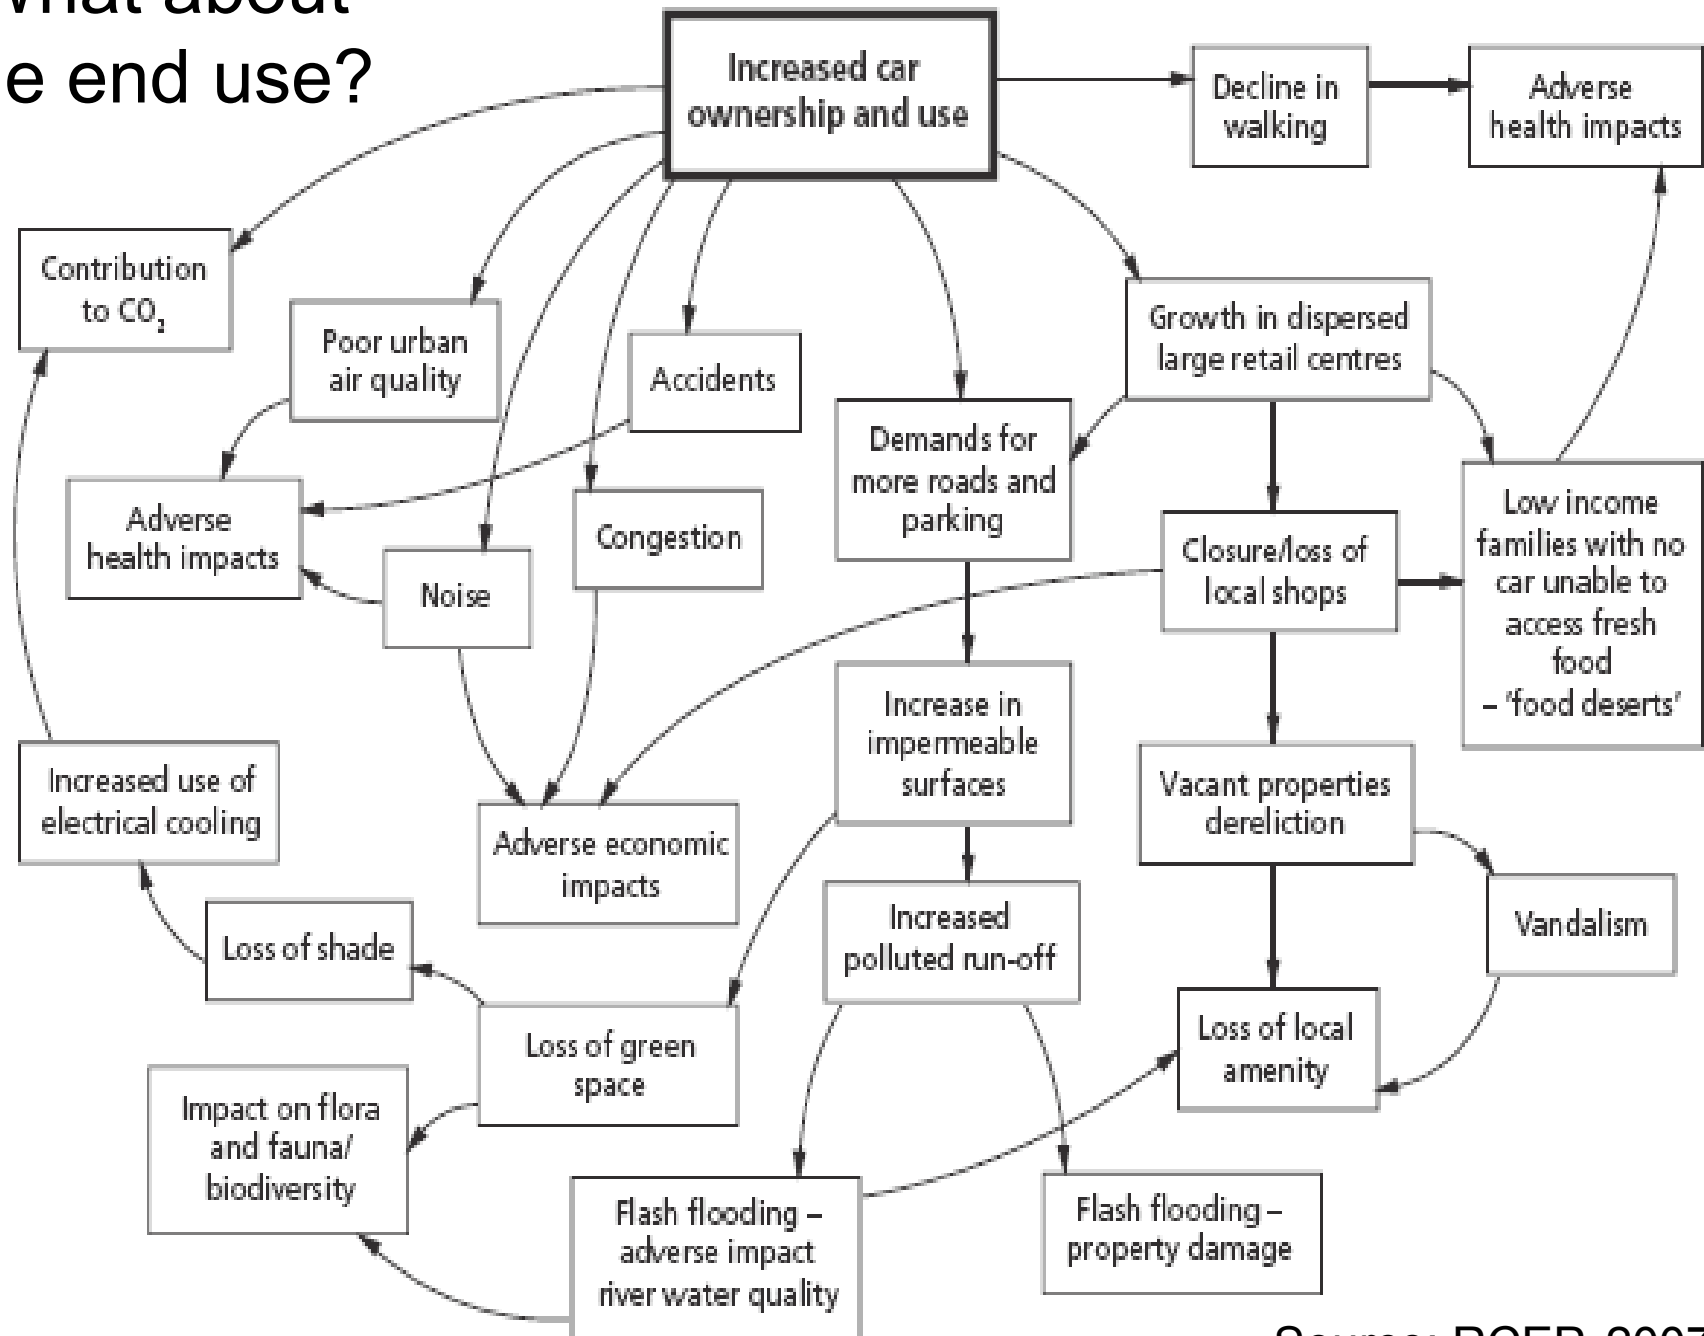 what about
e end use?
Increased car
ownership and use
Decline in
walking
Adverse
health impacts
Contribution
to CO₂
Poor urban
air quality
Accidents
Growth in dispersed
large retail centres
Demands for
more roads and
parking
Adverse
health impacts
Noise
Congestion
Closure/loss of
local shops
Low income
families with no
car unable to
access fresh
food
– ‘food deserts’
Increase in
impermeable
surfaces
Increased use of
electrical cooling
Adverse economic
impacts
Vacant properties
dereliction
Vandalism
Increased
polluted run-off
Loss of shade
Loss of green
space
Loss of local
amenity
Impact on flora
and fauna/
biodiversity
Flash flooding –
adverse impact
river water quality
Flash flooding –
property damage
Source: RCEP, 2007